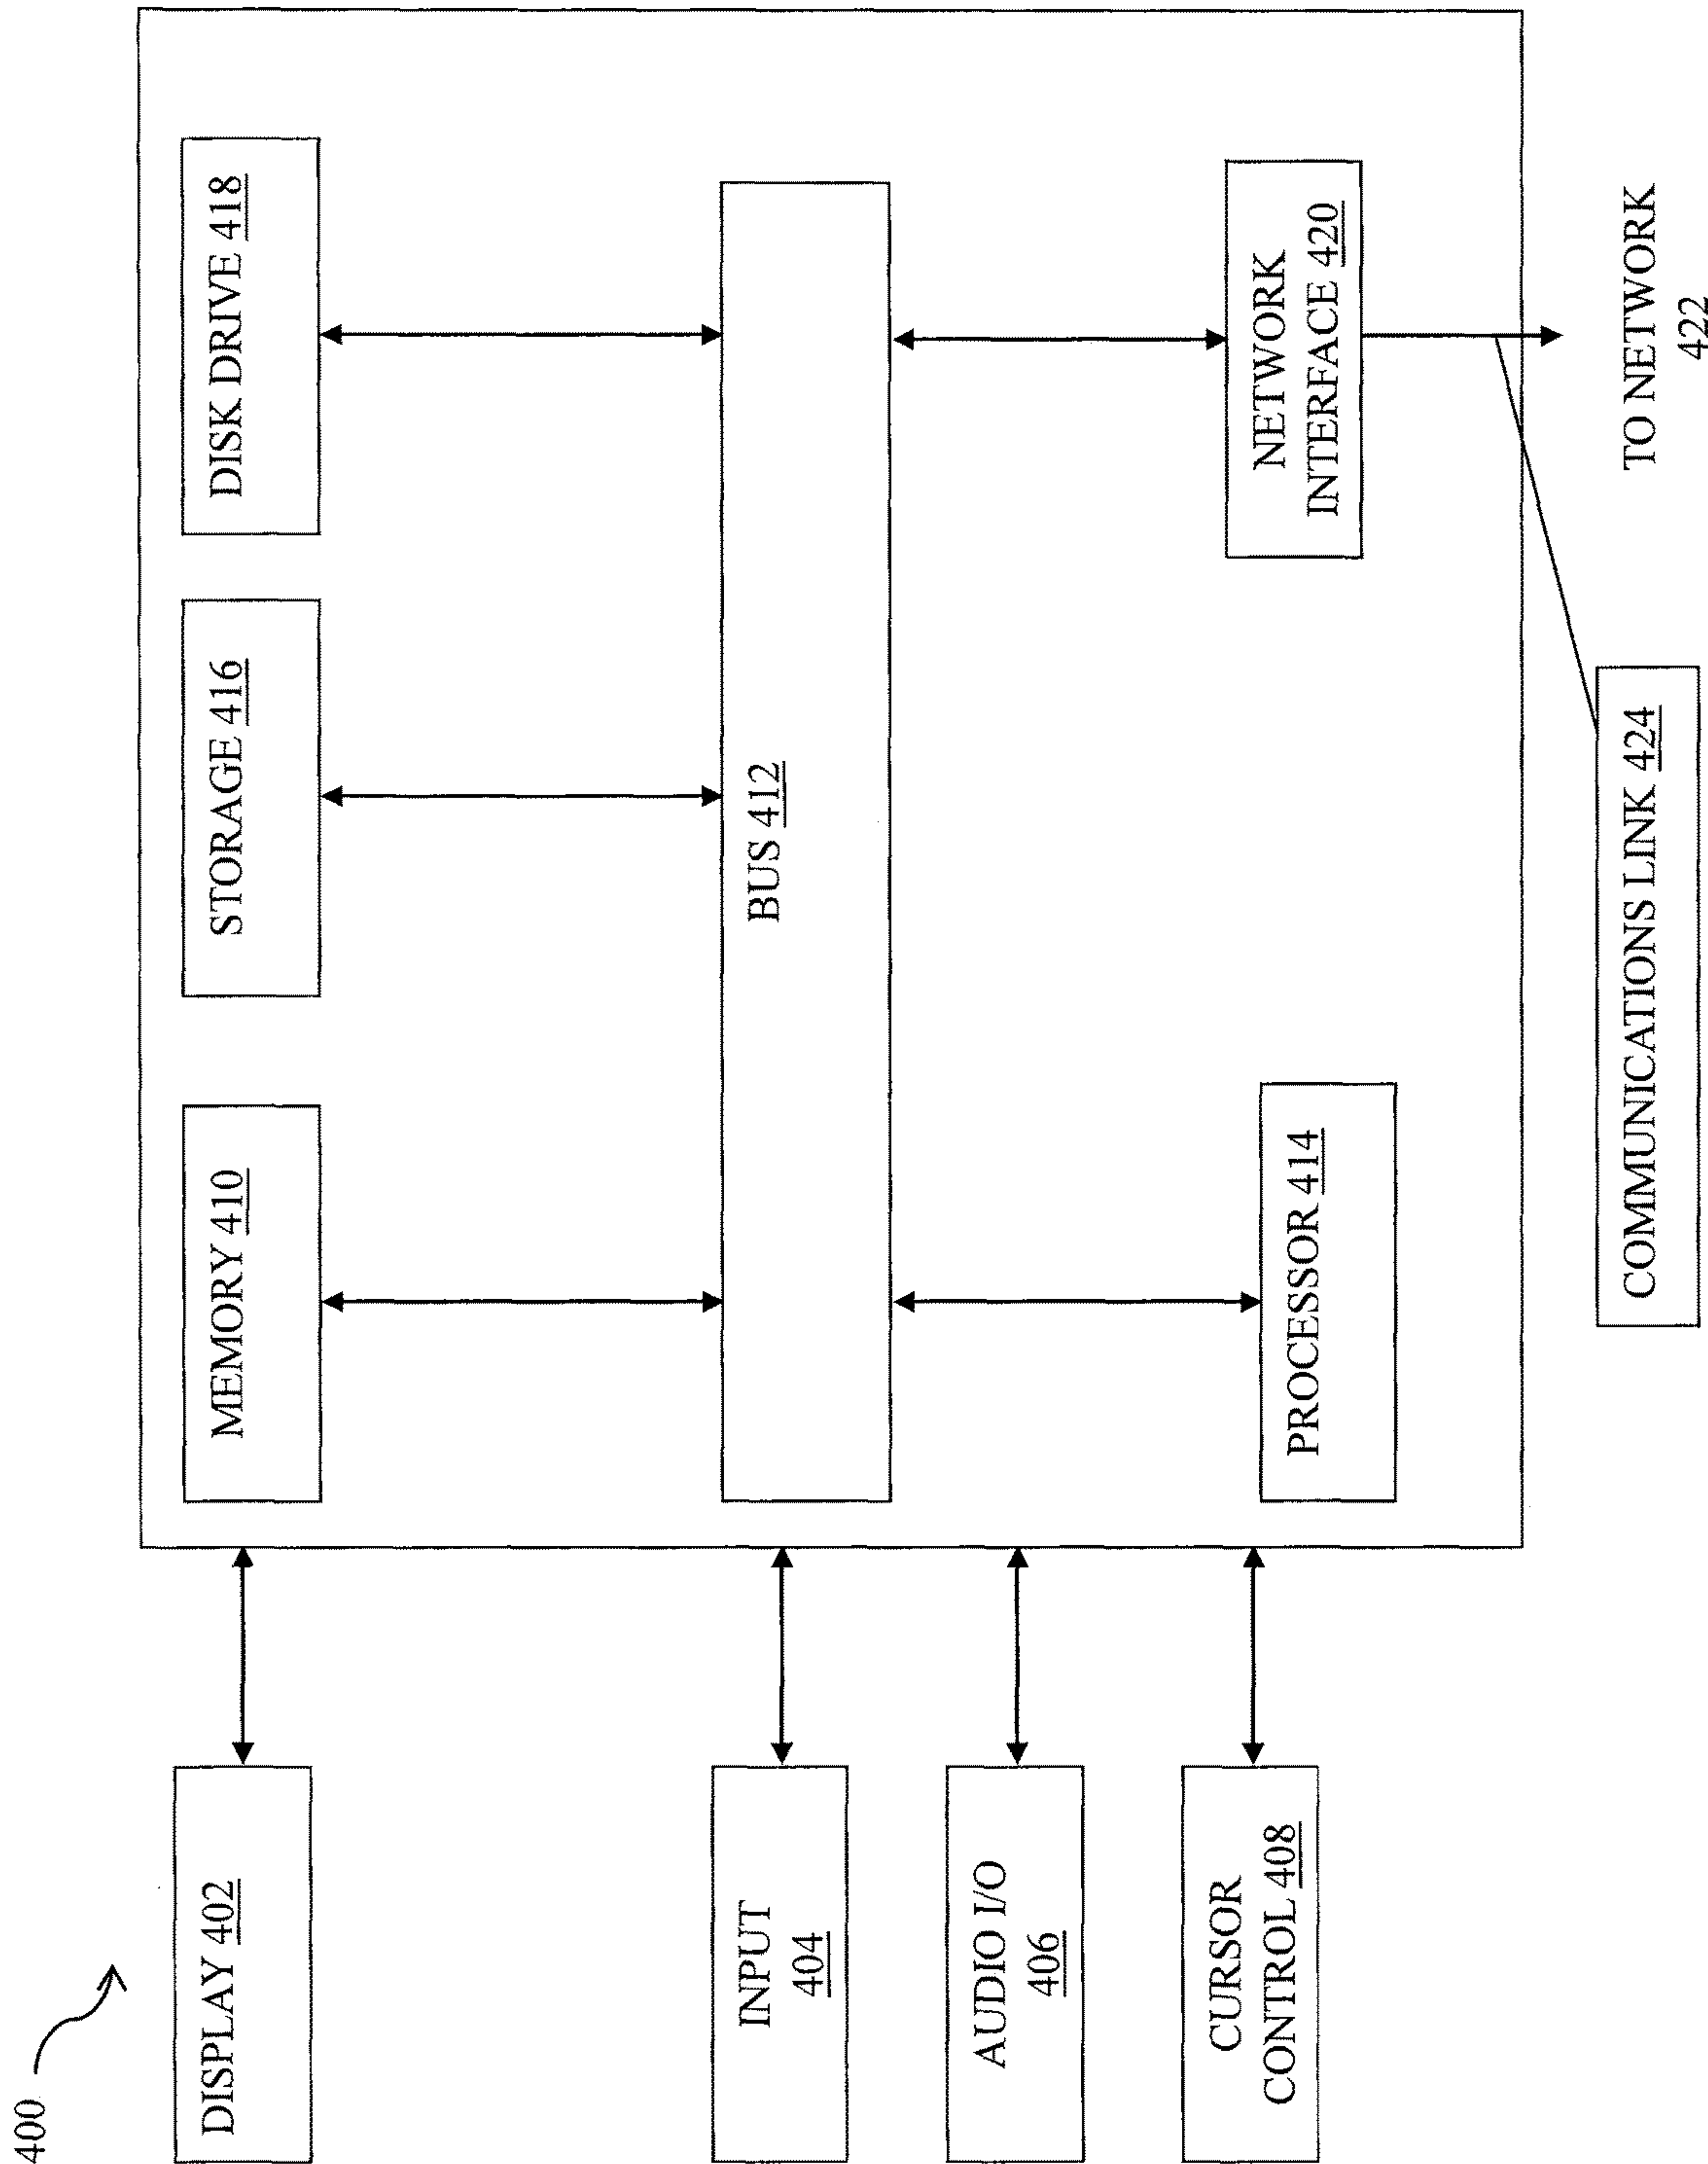 400
DISPLAY 402
INPUT
404
AUDIO I/O
406
CURSOR
CONTROL 408
MEMORY 410
STORAGE 416
DISK DRIVE 418
BUS 412
PROCESSOR 414
NETWORK
INTERFACE 420
COMMUNICATIONS LINK 424
TO NETWORK
422